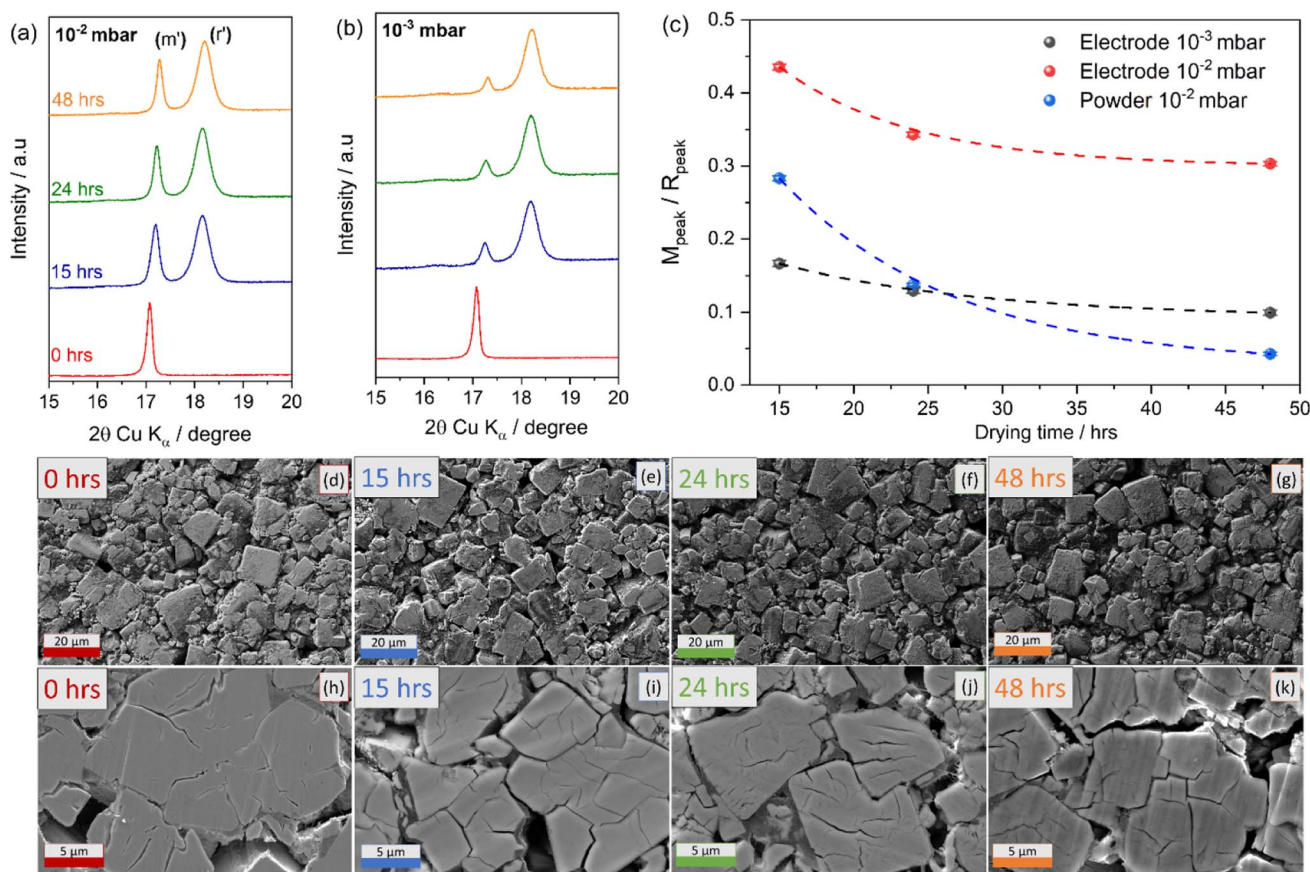 (a)
10⁻² mbar
(m')
(r')
48 hrs
24 hrs
15 hrs
0 hrs
Intensity / a.u
15 16 17 18 19 20
2θ Cu Kα / degree
(b)
10⁻³ mbar
Intensity / a.u
15 16 17 18 19 20
2θ Cu Kα / degree
(c)
Electrode 10⁻³ mbar
Electrode 10⁻² mbar
Powder 10⁻² mbar
0.5
0.4
0.3
0.2
0.1
0.0
M peak / R peak
15 20 25 30 35 40 45 50
Drying time / hrs
0 hrs (d)
20 µm
15 hrs (e)
20 µm
24 hrs (f)
20 µm
48 hrs (g)
20 µm
0 hrs (h)
5 µm
15 hrs (i)
5 µm
24 hrs (j)
5 µm
48 hrs (k)
5 µm